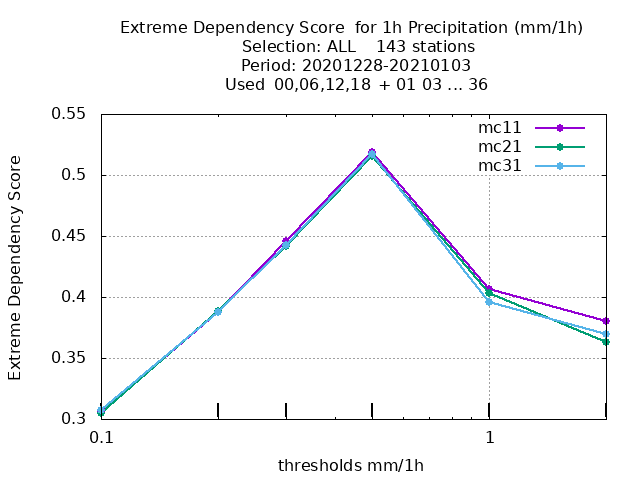 Extreme Dependency Score  for 1h Precipitation (mm/1h)
Selection: ALL    143 stations
Period: 20201228-20210103
Used  00,06,12,18 + 01 03 ... 36
mc11
mc21
mc31
Extreme Dependency Score
0.55
0.5
0.45
0.4
0.35
0.3
0.1
1
thresholds mm/1h